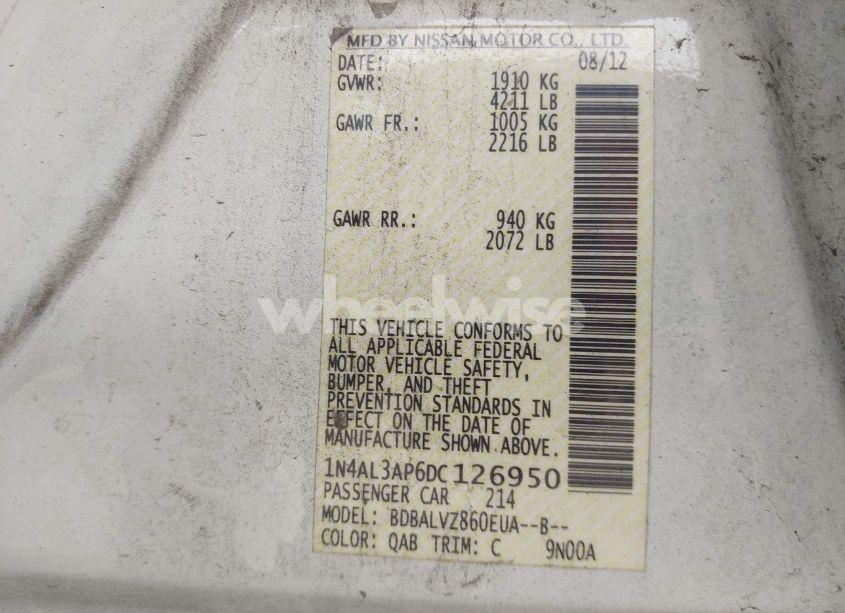 MFD BY NISSAN MOTOR CO., LTD.
DATE: 08/12
GVWR: 1910 KG
4211 LB
GAWR FR.: 1005 KG
2216 LB
GAWR RR.: 940 KG
2072 LB
wheelwise
THIS VEHICLE CONFORMS TO
ALL APPLICABLE FEDERAL
MOTOR VEHICLE SAFETY,
BUMPER, AND THEFT
PREVENTION STANDARDS IN
EFFECT ON THE DATE OF
MANUFACTURE SHOWN ABOVE.
1N4AL3AP6DC126950
PASSENGER CAR 214
MODEL: BDBALVZ860EUA--B--
COLOR: QAB TRIM: C 9N00A